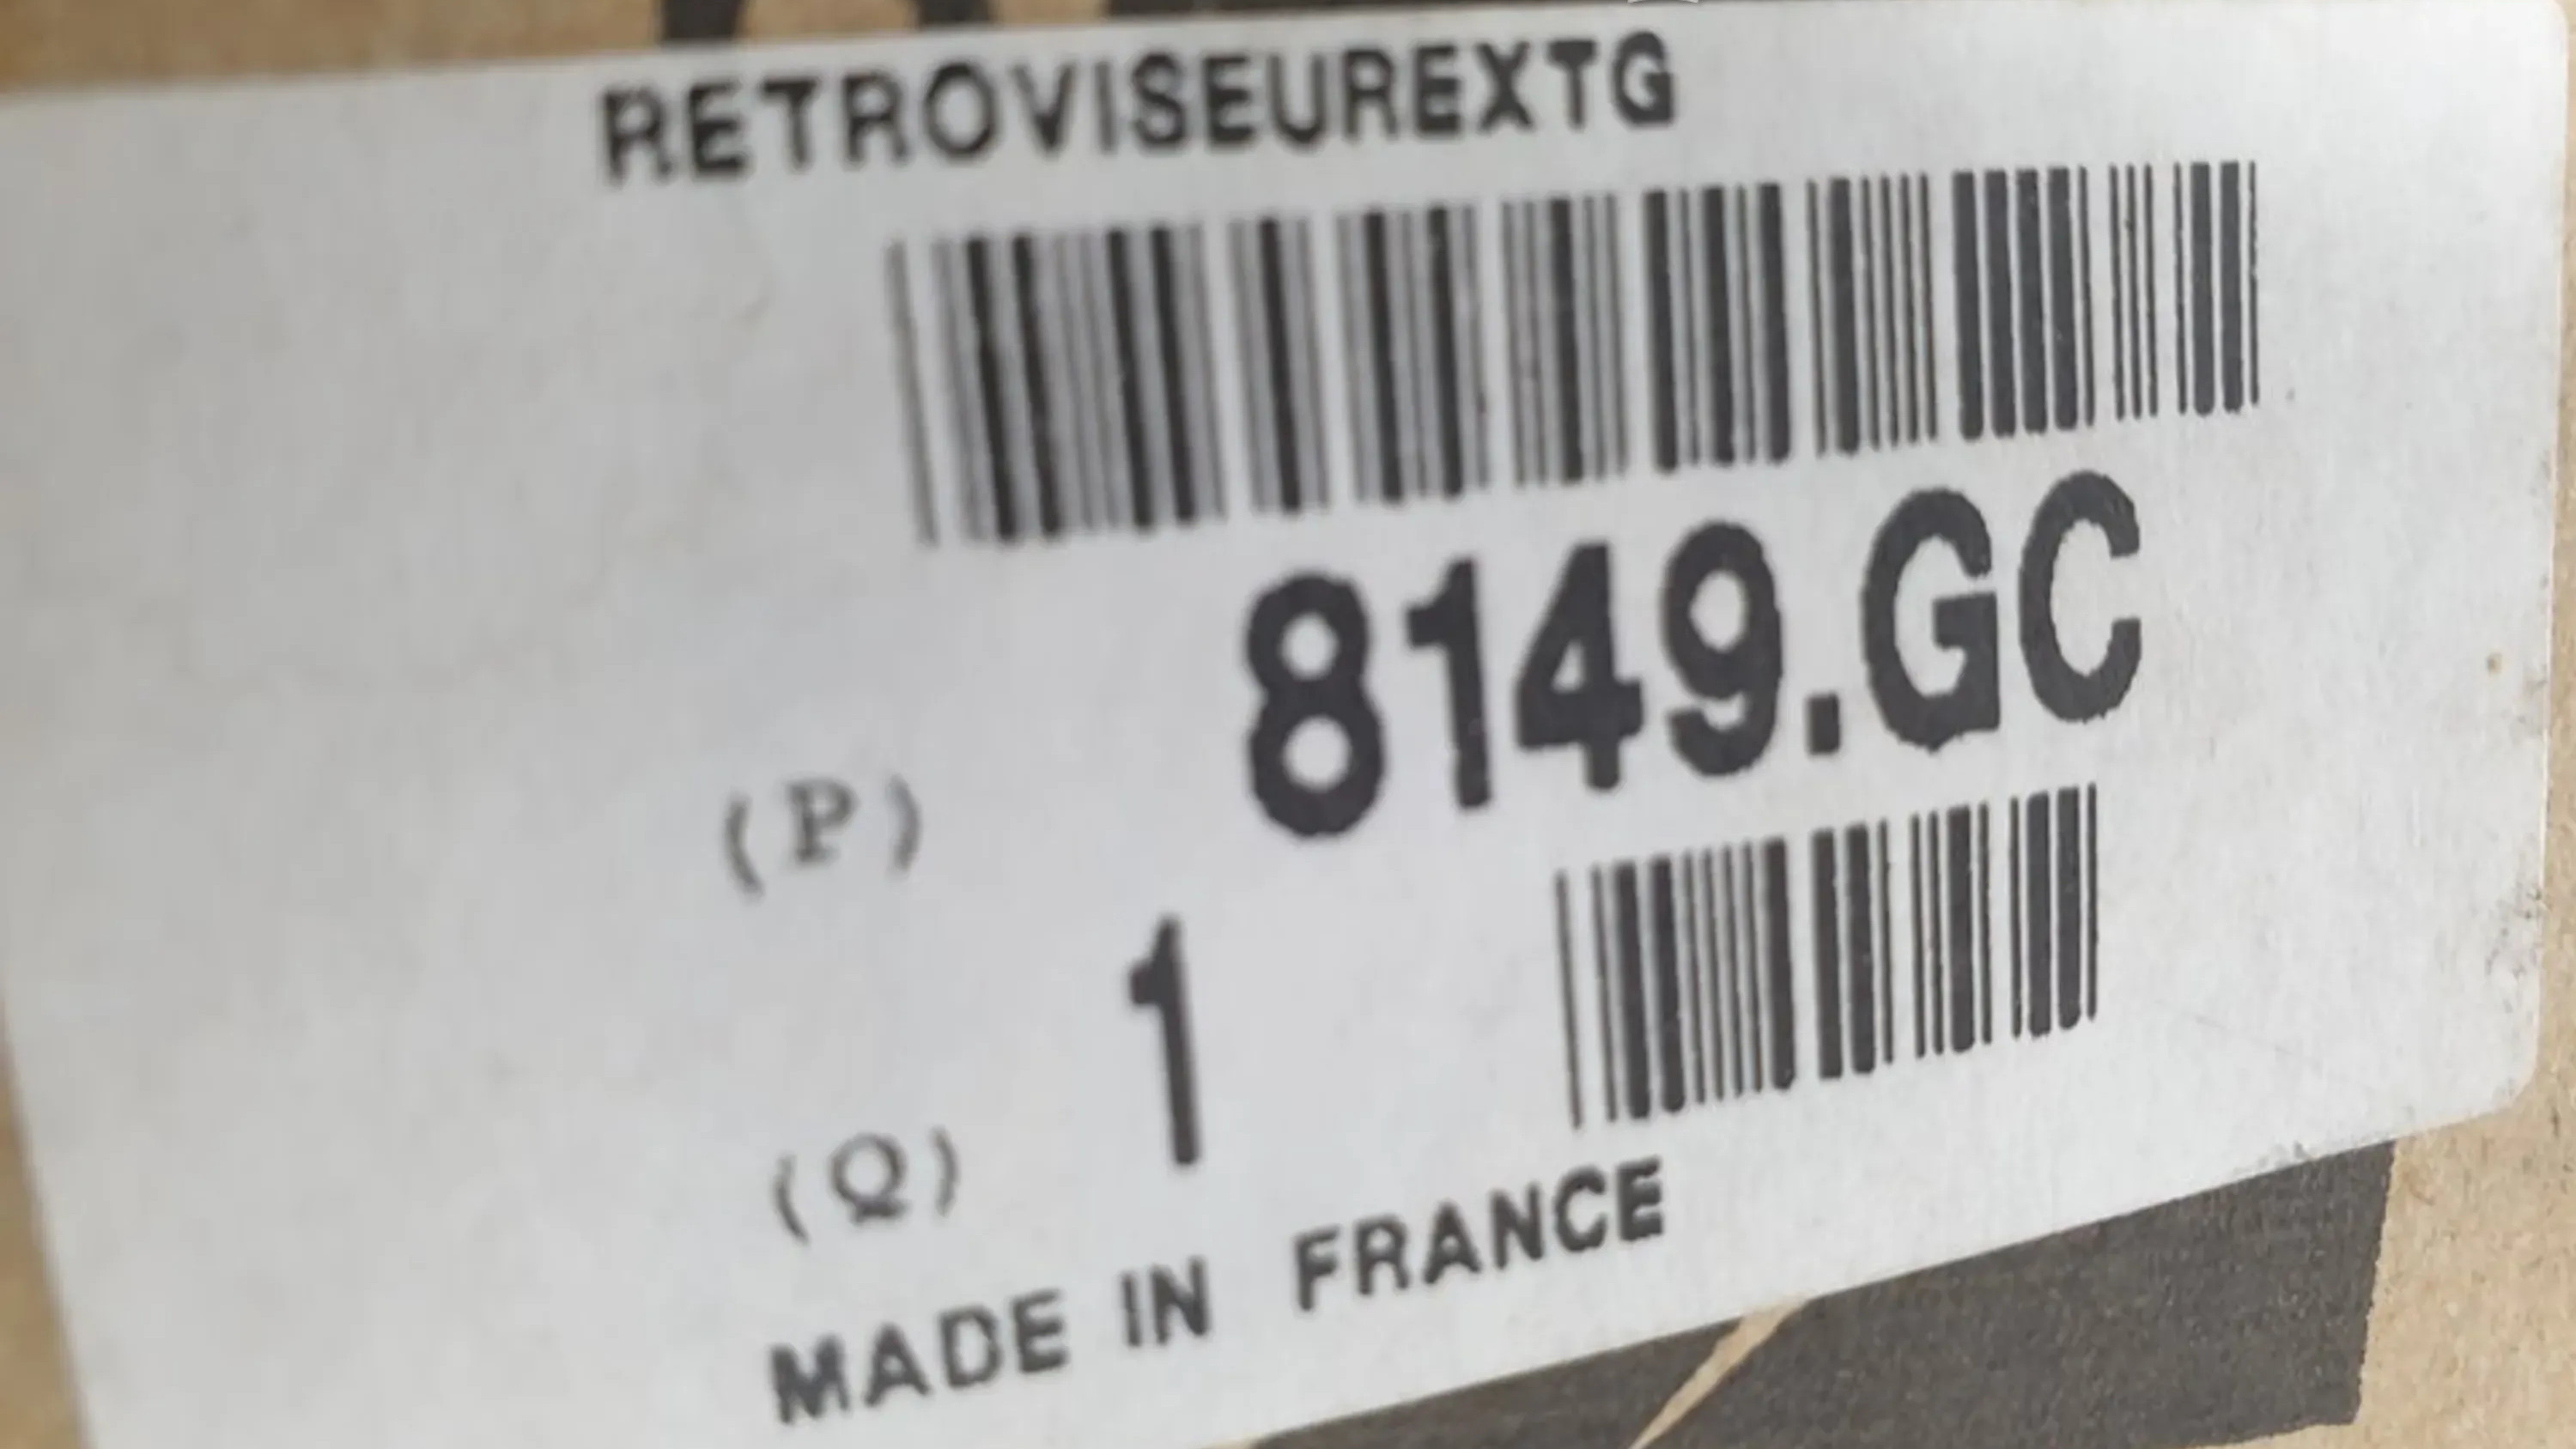 RETROVISEUREXTG
(P) 8149.GC
(Q) 1
MADE IN FRANCE